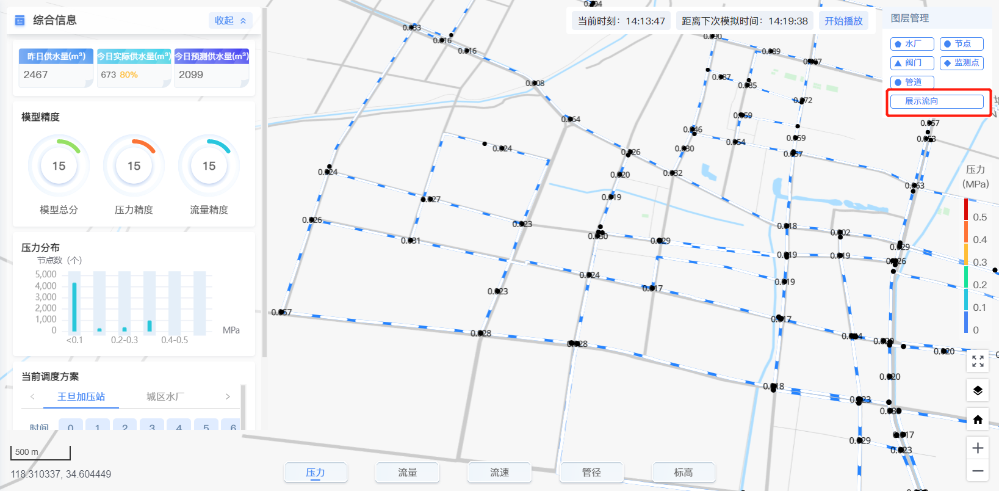 综合信息
收起
昨日供水量(m³)
今日实际供水量(m³)
今日预测供水量(m³)
2467
673 80%
2099
模型精度
15
15
15
模型总分
压力精度
流量精度
压力分布
节点数（个）
5,000
4,000
3,000
2,000
1,000
0
MPa
<0.1
0.2-0.3
0.4-0.5
当前调度方案
王旦加压站
城区水厂
时间
0
1
2
3
4
5
6
500 m
118.310337, 34.604449
当前时刻：14:13:47
距离下次模拟时间：14:19:38
开始播放
图层管理
水厂
节点
阀门
监测点
管道
展示流向
压力
(MPa)
0.5
0.4
0.3
0.2
0.1
0
0.033
0.016
0.016
0.008
0.064
0.024
0.024
0.027
0.026
0.031
0.023
0.023
0.057
0.028
0.028
0.026
0.020
0.019
0.030
0.029
0.024
0.017
0.032
0.030
0.046
0.054
0.059
0.087
0.085
0.089
0.087
0.072
0.059
0.057
0.057
0.053
0.063
0.018
0.002
0.019
0.019
0.029
0.026
0.019
0.017
0.024
0.020
0.020
0.020
0.018
0.023
0.029
0.017
0.023
压力
流量
流速
管径
标高